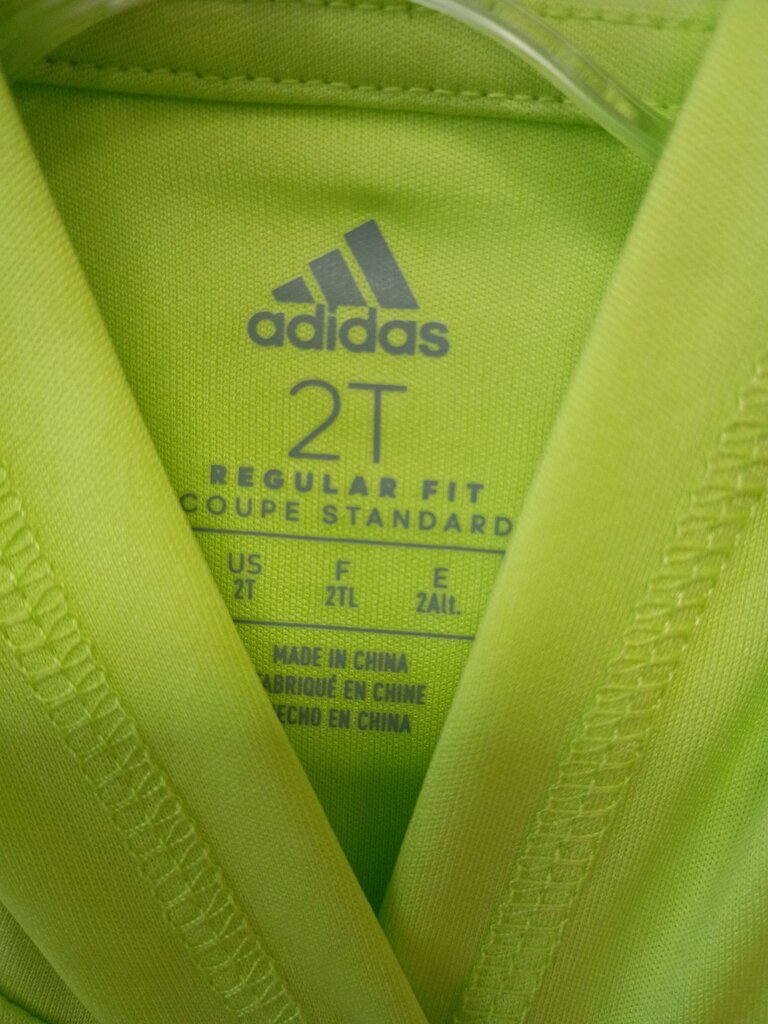 adidas
2T
REGULAR FIT
COUPE STANDARD
US F E
2T 2TL 2Alt.
MADE IN CHINA
ABRIQUÉ EN CHINE
ECHO EN CHINA